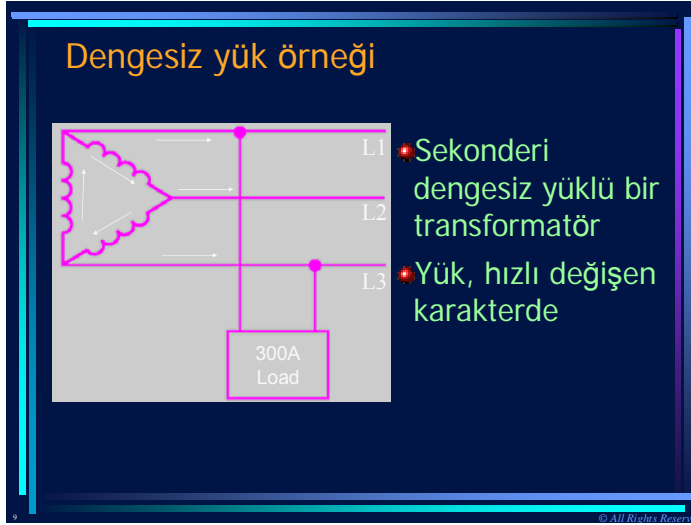 Dengesiz yük örneği
L1
L2
L3
300A
Load
Sekonderi
dengesiz yüklü bir
transformatör
Yük, hızlı değişen
karakterde
9
© All Rights Reserv